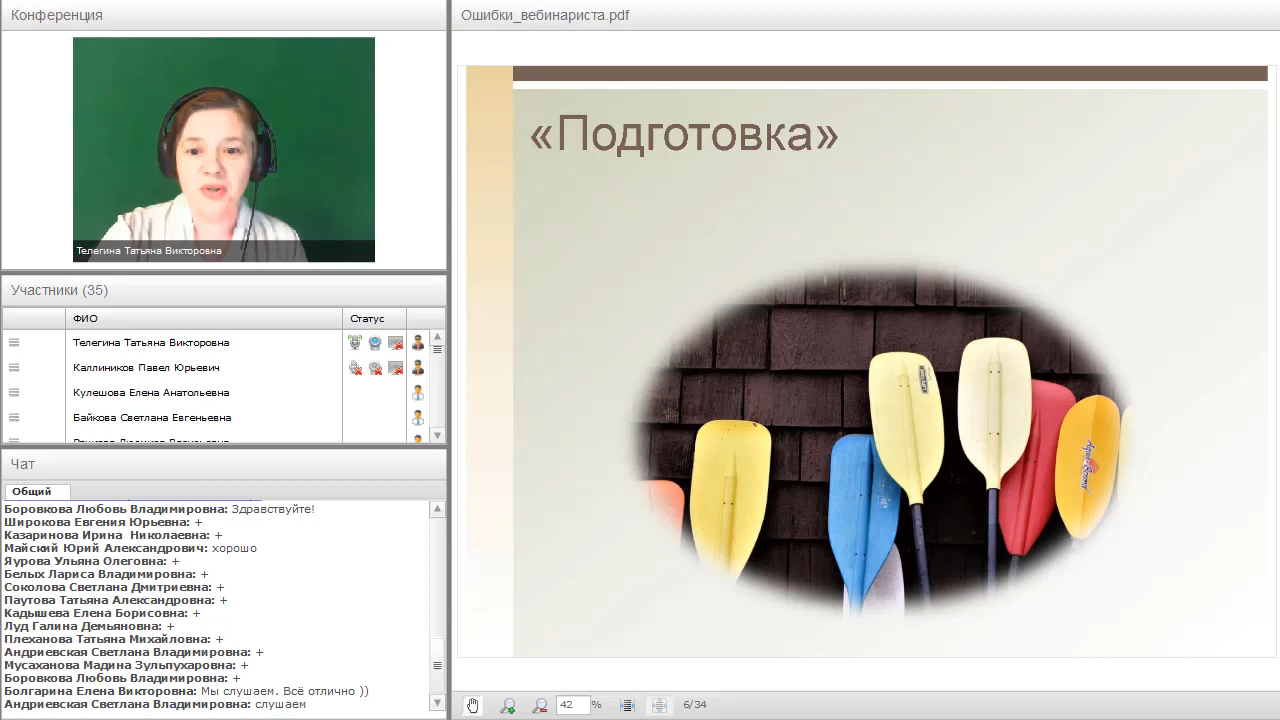 Конференция
Телегина Татьяна Викторовна
Участники (35)
ФИО Статус
Телегина Татьяна Викторовна
Каллиников Павел Юрьевич
Кулешова Елена Анатольевна
Байкова Светлана Евгеньевна
Чат
Общий
Боровкова Любовь Владимировна: Здравствуйте!
Широкова Евгения Юрьевна: +
Казаринова Ирина Николаевна: +
Майский Юрий Александрович: хорошо
Яурова Ульяна Олеговна: +
Белых Лариса Владимировна: +
Соколова Светлана Дмитриевна: +
Паутова Татьяна Александровна: +
Кадышева Елена Борисовна: +
Луд Галина Демьяновна: +
Плеханова Татьяна Михайловна: +
Андриевская Светлана Владимировна: +
Мусаханова Мадина Зульпухаровна: +
Боровкова Любовь Владимировна: +
Болгарина Елена Викторовна: Мы слушаем. Всё отлично ))
Андриевская Светлана Владимировна: слушаем
Ошибки_вебинариста.pdf
«Подготовка»
42 % 6/34